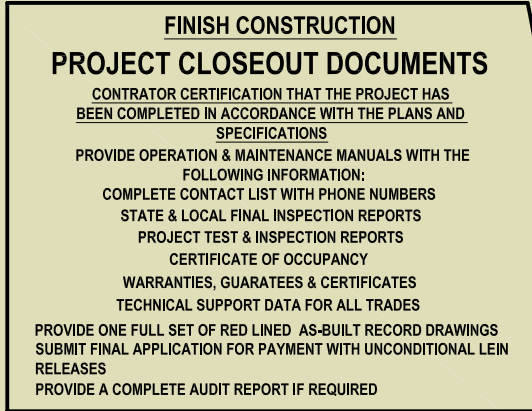 FINISH CONSTRUCTION
PROJECT CLOSEOUT DOCUMENTS
CONTRATOR CERTIFICATION THAT THE PROJECT HAS
BEEN COMPLETED IN ACCORDANCE WITH THE PLANS AND
SPECIFICATIONS
PROVIDE OPERATION & MAINTENANCE MANUALS WITH THE
FOLLOWING INFORMATION:
COMPLETE CONTACT LIST WITH PHONE NUMBERS
STATE & LOCAL FINAL INSPECTION REPORTS
PROJECT TEST & INSPECTION REPORTS
CERTIFICATE OF OCCUPANCY
WARRANTIES, GUARATEES & CERTIFICATES
TECHNICAL SUPPORT DATA FOR ALL TRADES
PROVIDE ONE FULL SET OF RED LINED AS-BUILT RECORD DRAWINGS
SUBMIT FINAL APPLICATION FOR PAYMENT WITH UNCONDITIONAL LEIN
RELEASES
PROVIDE A COMPLETE AUDIT REPORT IF REQUIRED